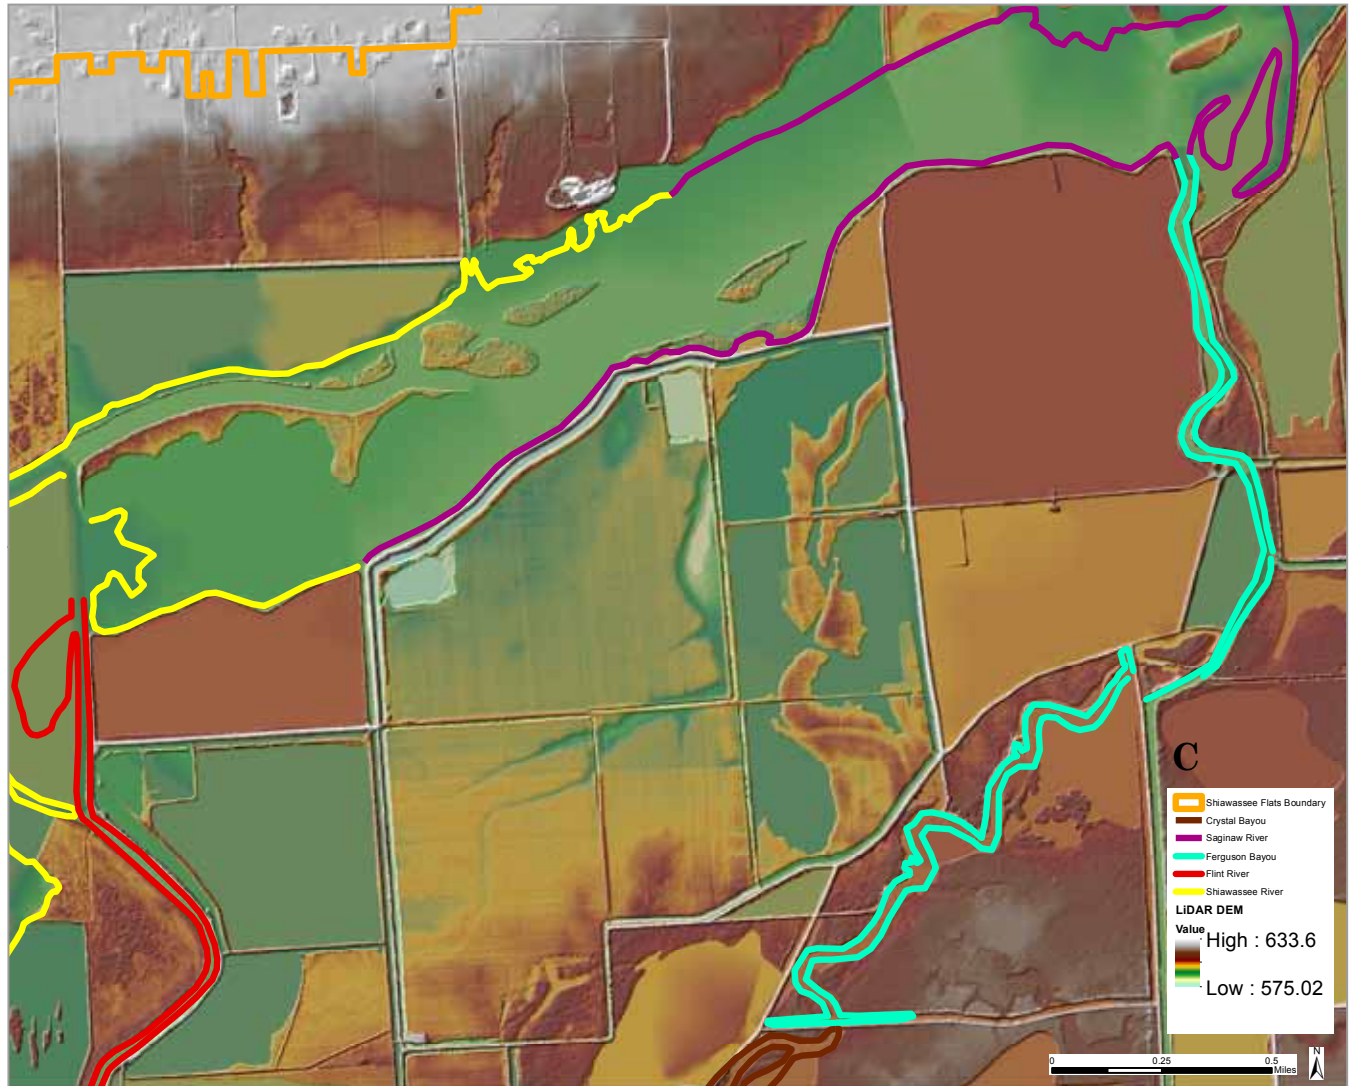 C
Shiawassee Flats Boundary
Crystal Bayou
Saginaw River
Ferguson Bayou
Flint River
Shiawassee River
LiDAR DEM
Value
High : 633.6
Low : 575.02
0 0.25 0.5
Miles
N